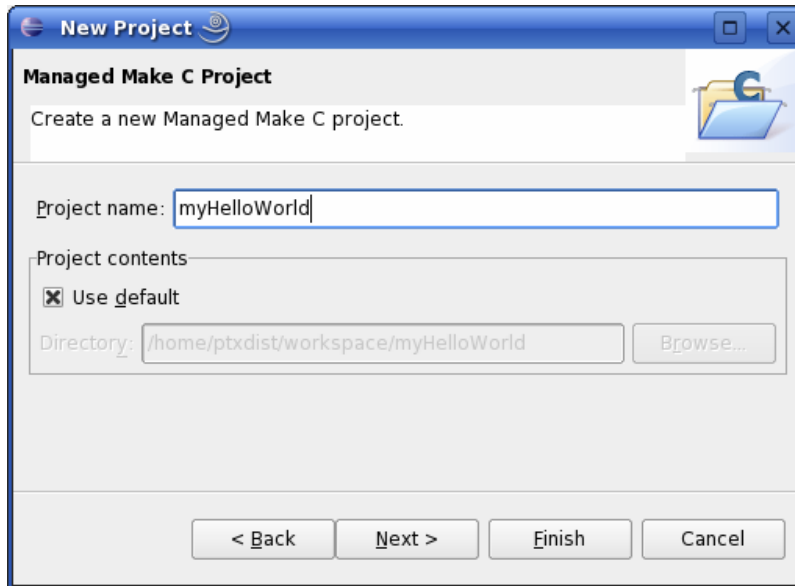 New Project
Managed Make C Project
Create a new Managed Make C project.
Project name: myHelloWorld
Project contents
Use default
Directory: /home/ptxdist/workspace/myHelloWorld Browse...
< Back Next > Finish Cancel